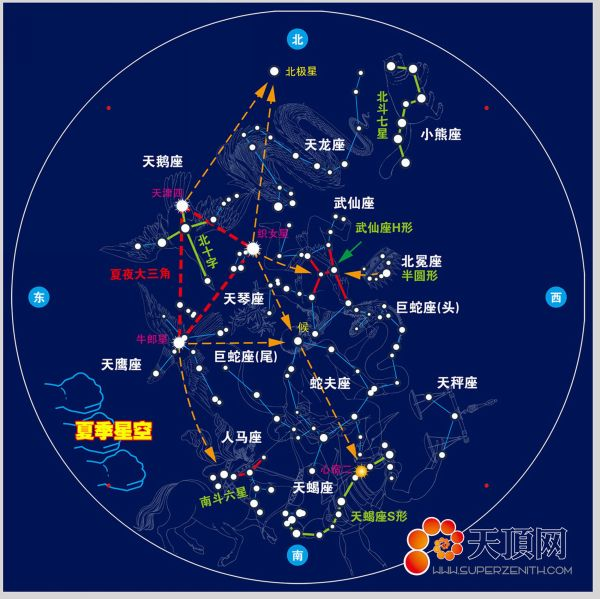 北
北极星
北斗七星
小熊座
天龙座
天鹅座
天津四
武仙座
武仙座H形
织女星
北十字
北冕座
半圆形
夏夜大三角
东
西
天琴座
巨蛇座(头)
候
牛郎星
巨蛇座(尾)
天鹰座
蛇夫座
天秤座
夏季星空
人马座
心宿二
天蝎座
南斗六星
天蝎座S形
南
天顶网
WWW.SUPERZENITH.COM